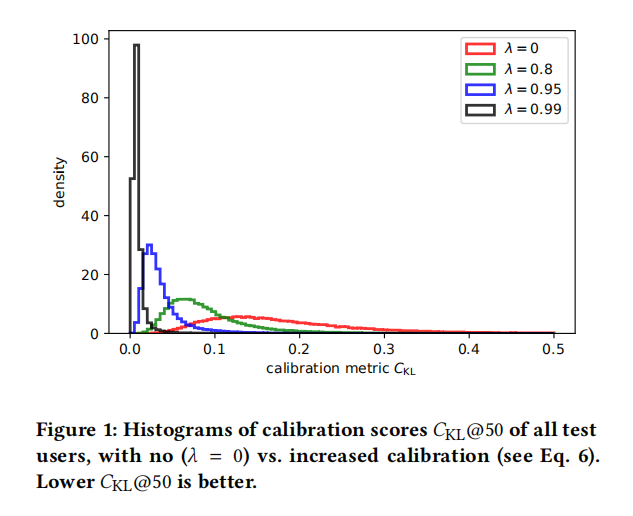 100
80
60
40
20
0
density
0.0 0.1 0.2 0.3 0.4 0.5
calibration metric C_KL
λ = 0
λ = 0.8
λ = 0.95
λ = 0.99
Figure 1: Histograms of calibration scores C_KL@50 of all test
users, with no (λ = 0) vs. increased calibration (see Eq. 6).
Lower C_KL@50 is better.